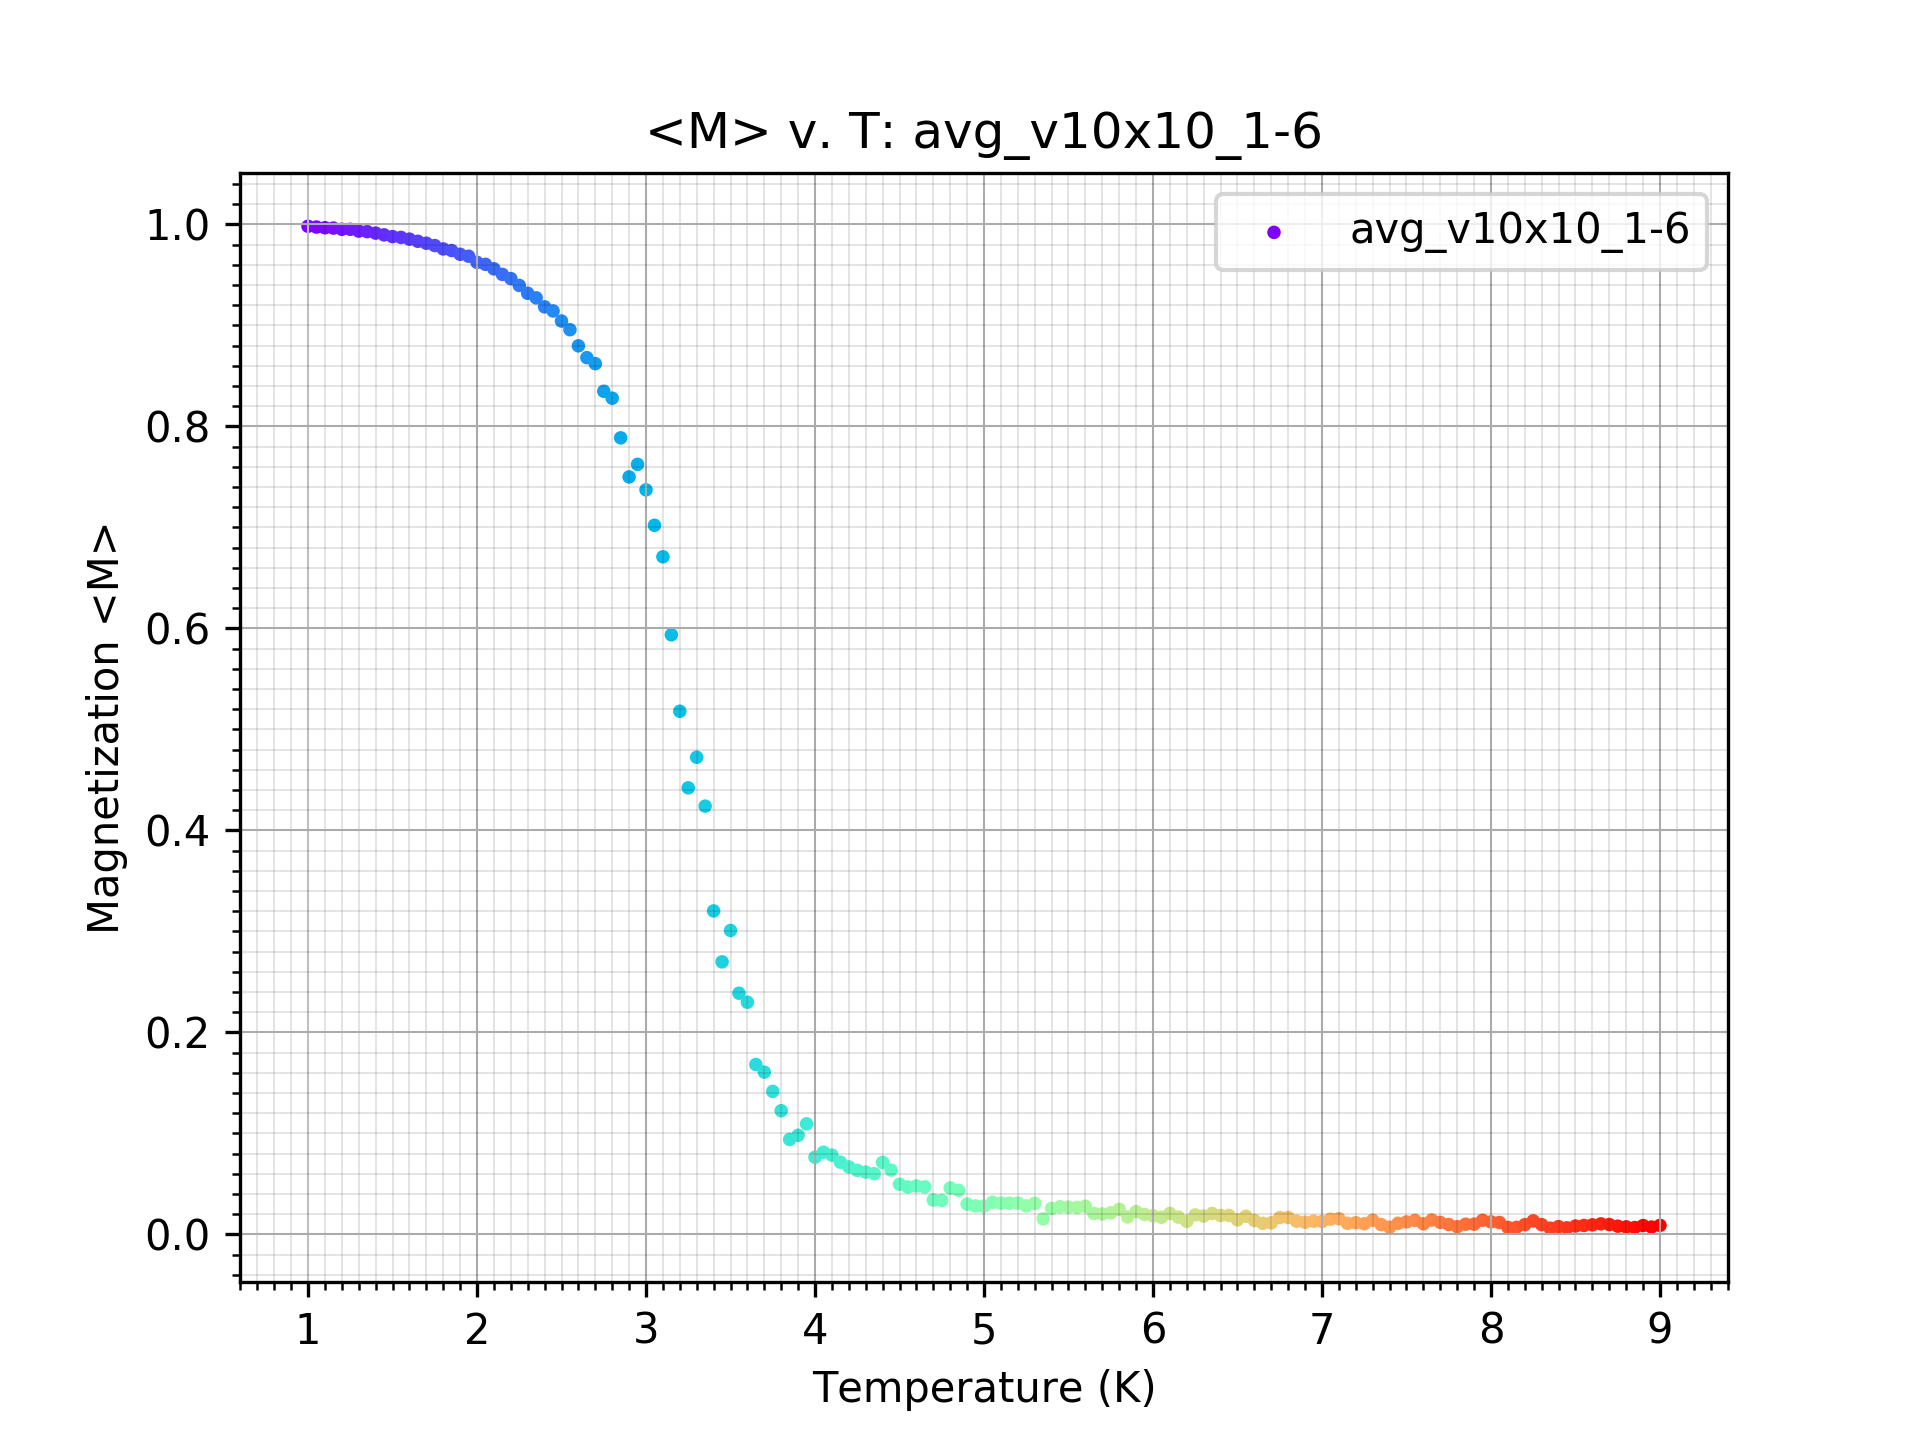 <M> v. T: avg_v10x10_1-6
avg_v10x10_1-6
Magnetization <M>
1.0
0.8
0.6
0.4
0.2
0.0
1 2 3 4 5 6 7 8 9
Temperature (K)